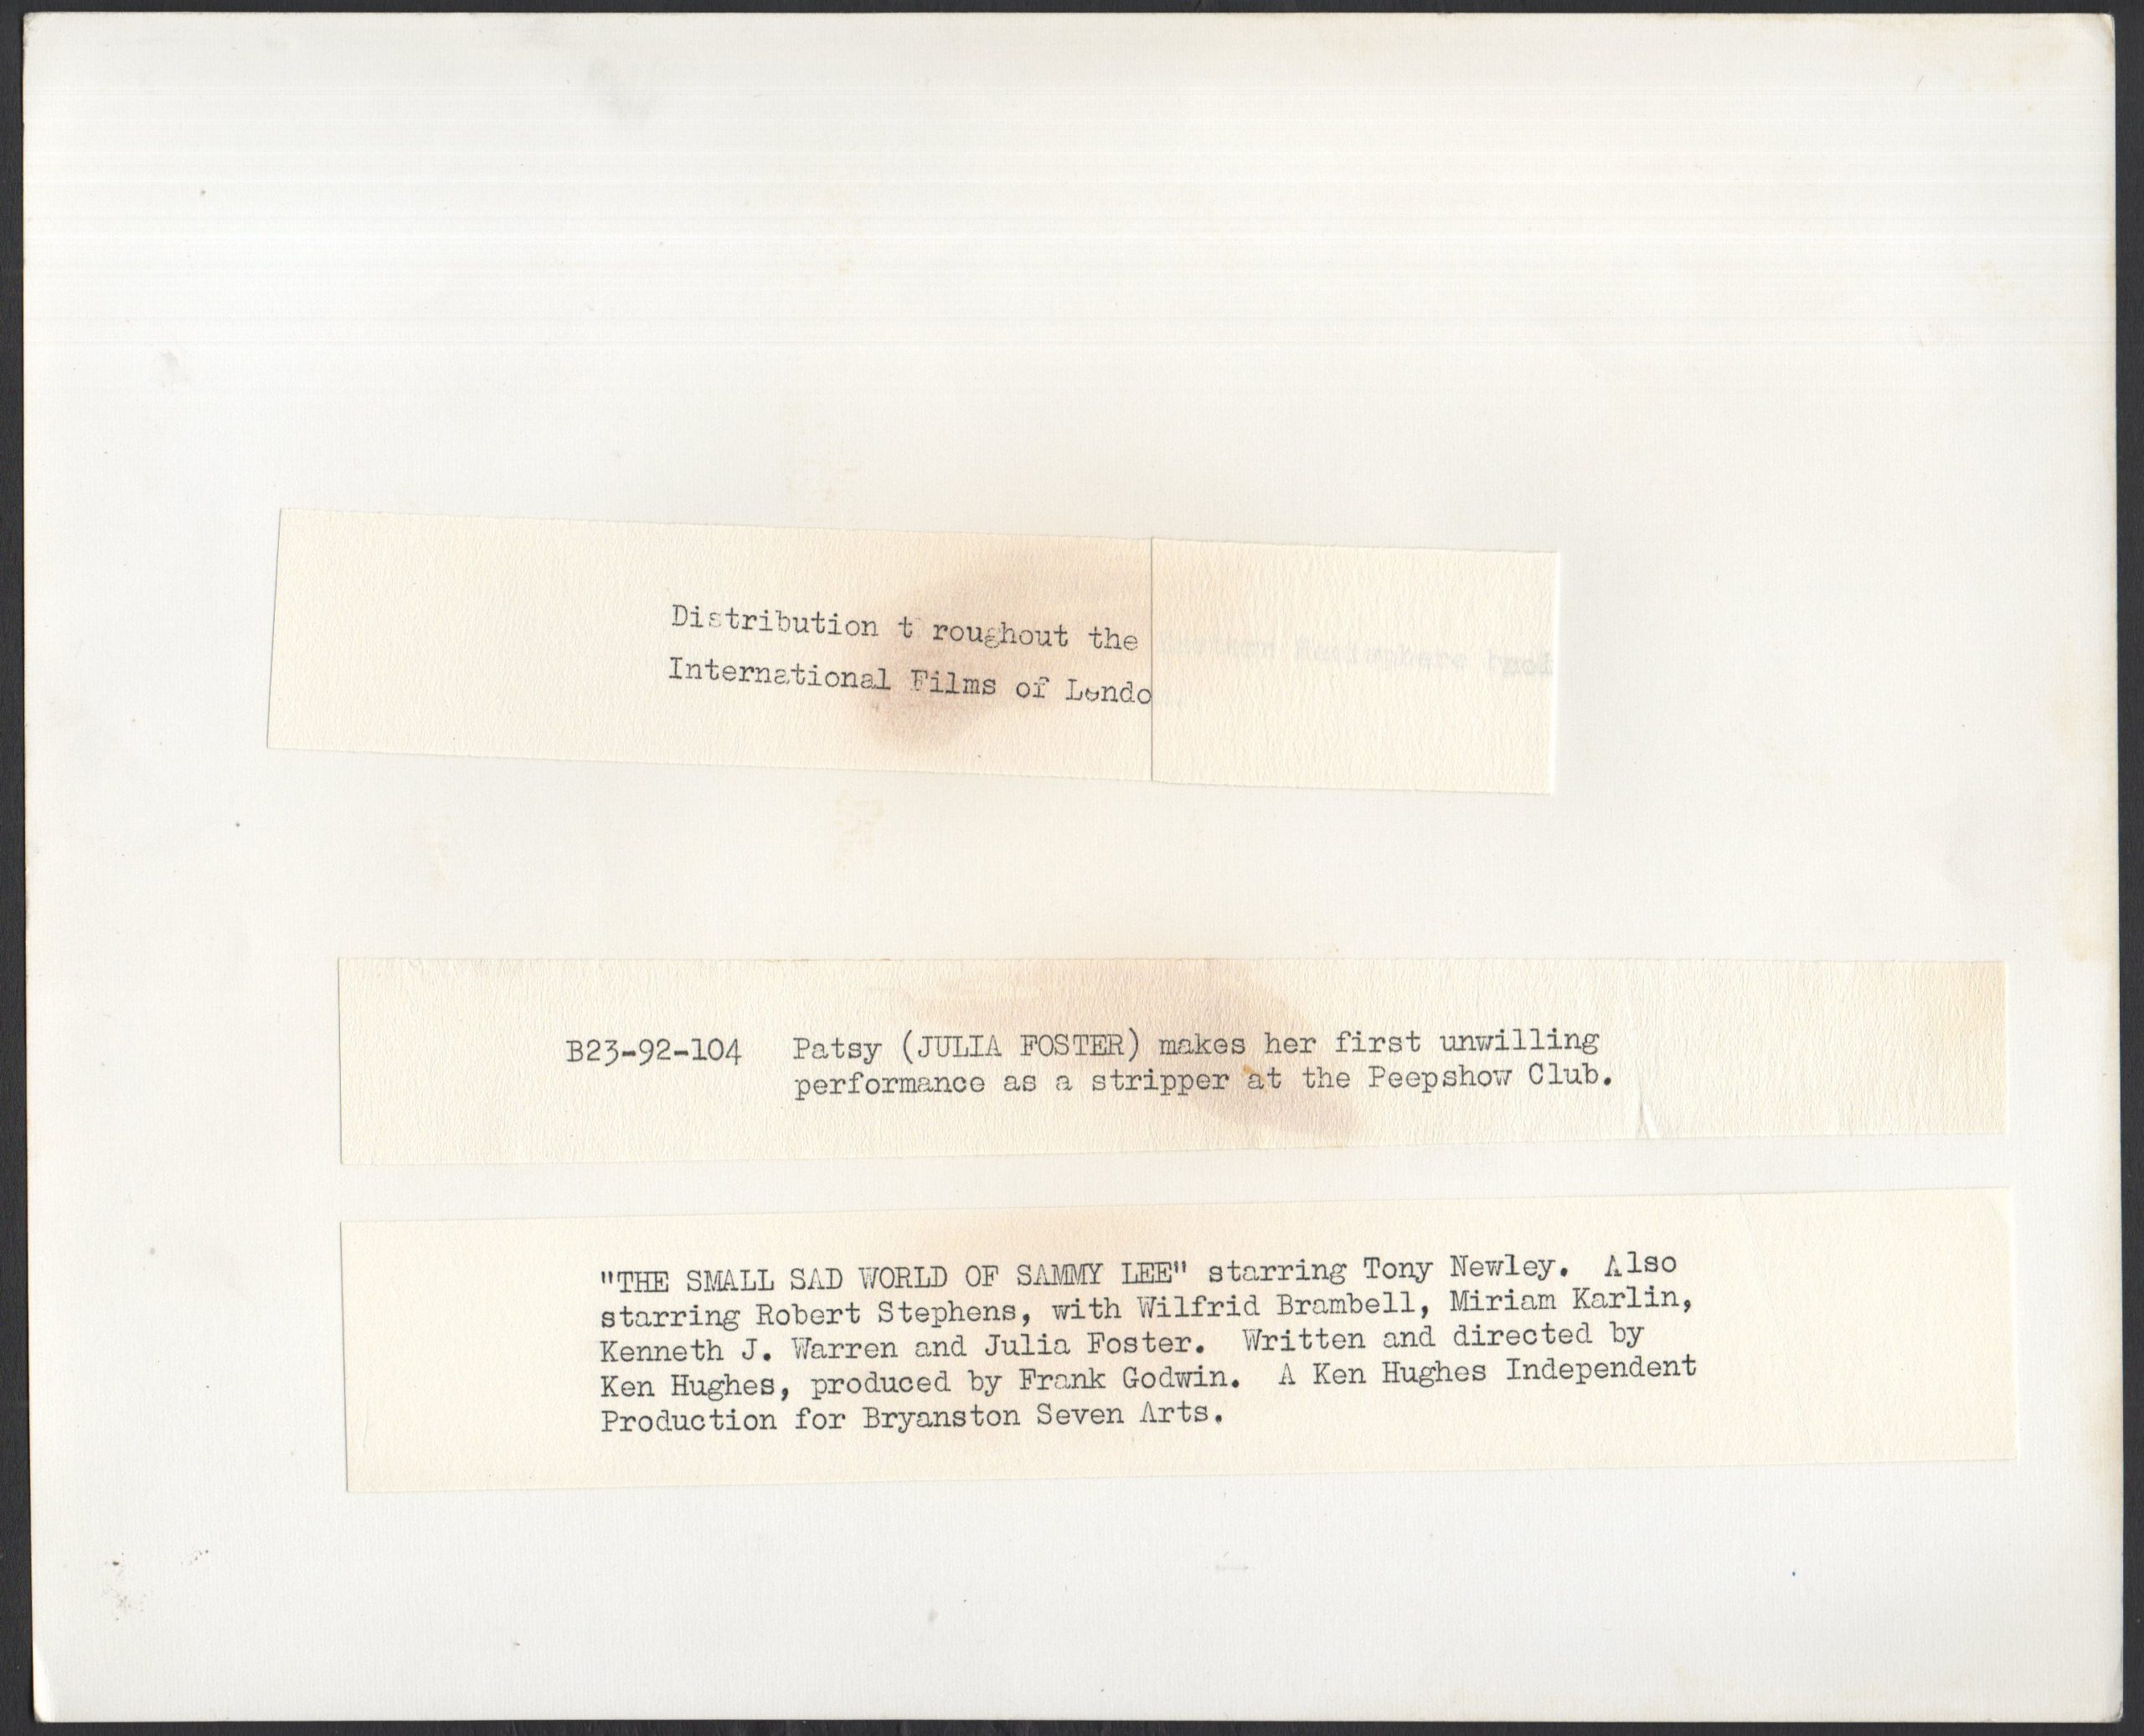 Distribution t roughout the
International Films of Londo
B23-92-104 Patsy (JULIA FOSTER) makes her first unwilling
performance as a stripper at the Peepshow Club.
"THE SMALL SAD WORLD OF SAMMY LEE" starring Tony Newley. Also
starring Robert Stephens, with Wilfrid Brambell, Miriam Karlin,
Kenneth J. Warren and Julia Foster. Written and directed by
Ken Hughes, produced by Frank Godwin. A Ken Hughes Independent
Production for Bryanston Seven Arts.